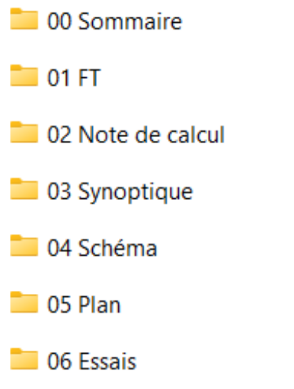 00 Sommaire
01 FT
02 Note de calcul
03 Synoptique
04 Schéma
05 Plan
06 Essais